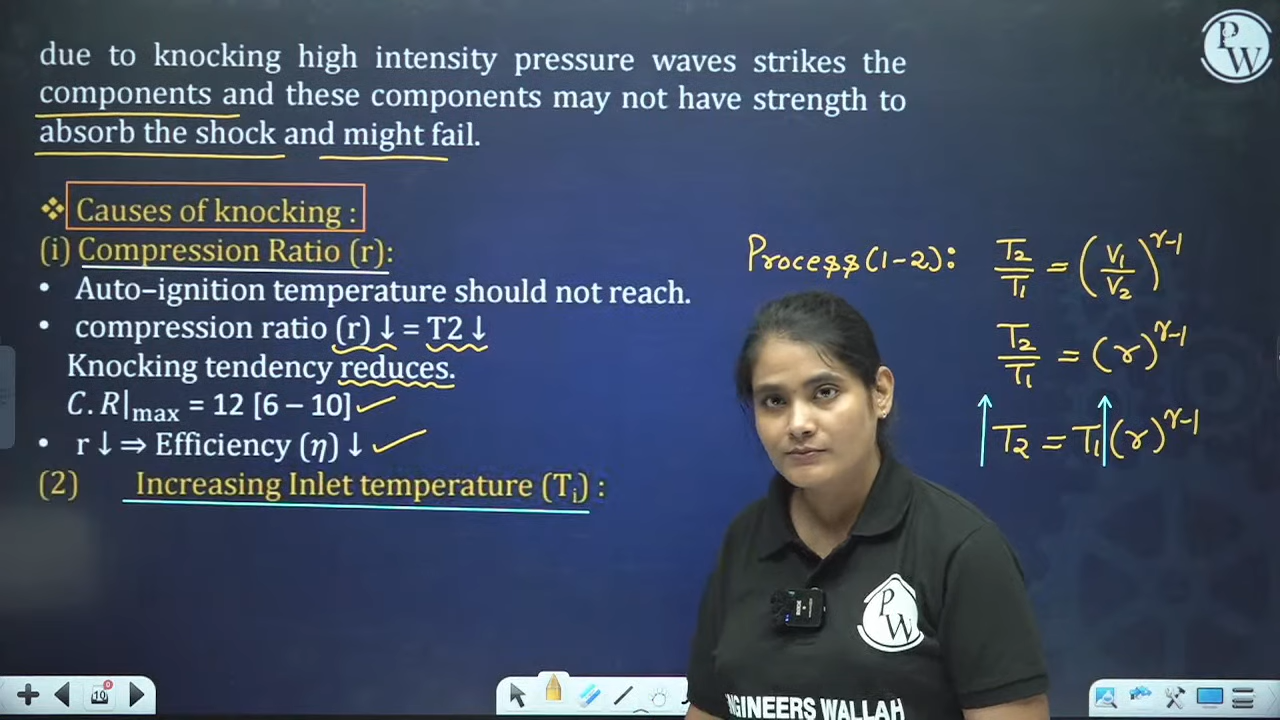 due to knocking high intensity pressure waves strikes the
components and these components may not have strength to
absorb the shock and might fail.
❖ Causes of knocking :
(i) Compression Ratio (r):
• Auto–ignition temperature should not reach.
• compression ratio (r) ↓ = T2 ↓
Knocking tendency reduces.
C.R|max = 12 [6 – 10]
• r ↓ ⇒ Efficiency (η) ↓
(2) Increasing Inlet temperature (Tᵢ) :
Process (1-2): T₂/T₁ = (V₁/V₂)^γ-1
T₂/T₁ = (r)^γ-1
↑ T₂ = T₁ ↑ (r)^γ-1
PW
PW
NGINEERS WALLAH
10